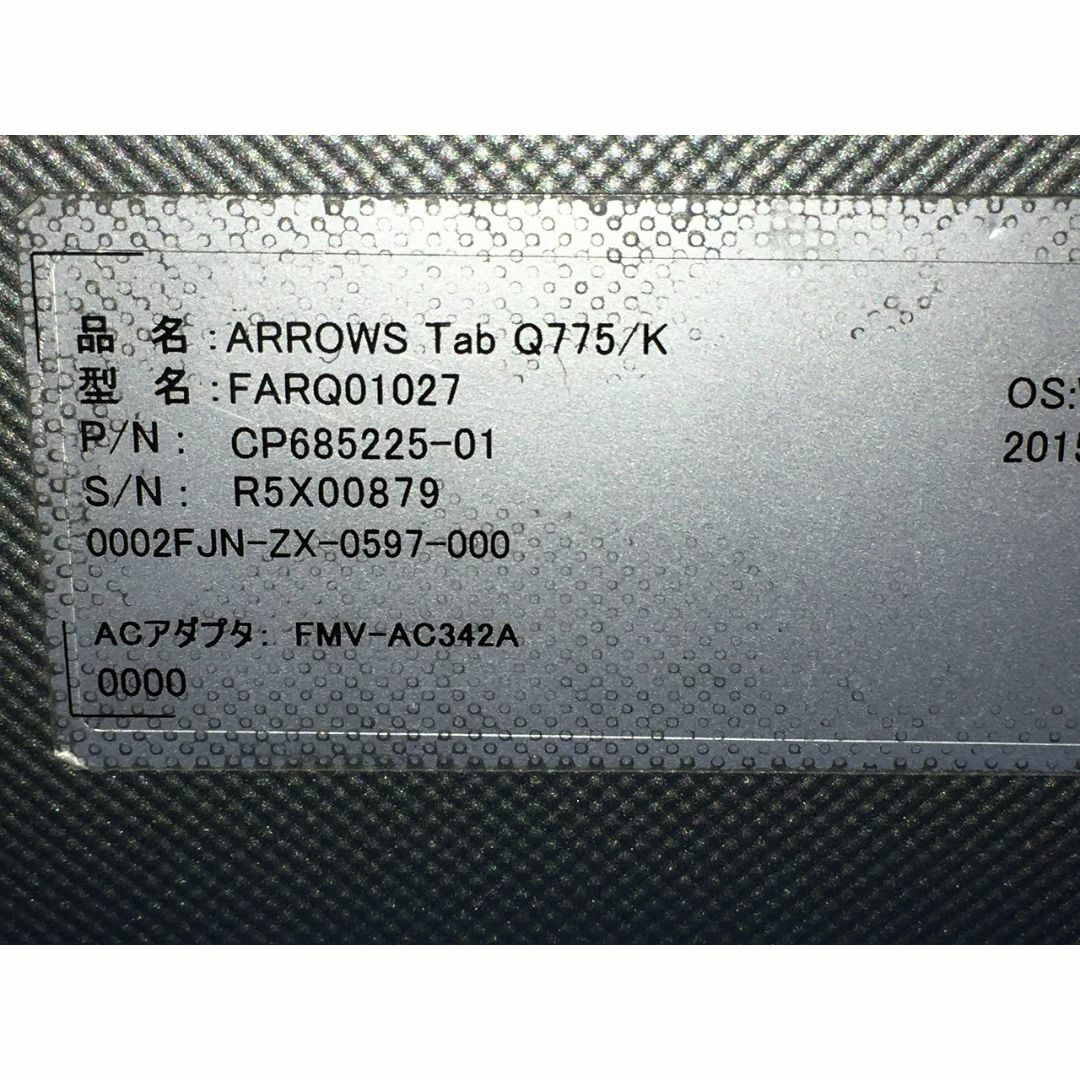 品 名：ARROWS Tab Q775/K
型 名：FARQ01027
P/N： CP685225-01
S/N： R5X00879
0002FJN-ZX-0597-000
ACアダプタ： FMV-AC342A
0000
OS:
2015